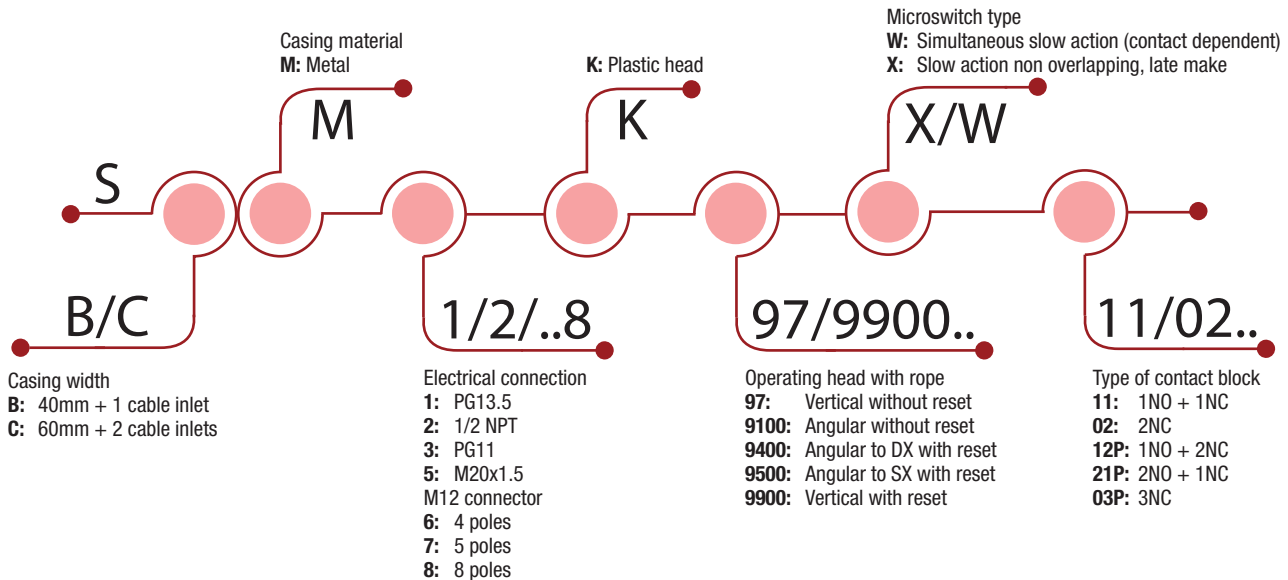 Microswitch type
W: Simultaneous slow action (contact dependent)
X: Slow action non overlapping, late make
Casing material
M: Metal
K: Plastic head
M
K
X/W
S
B/C
1/2/..8
97/9900..
11/02..
Casing width
B: 40mm + 1 cable inlet
C: 60mm + 2 cable inlets
Electrical connection
1: PG13.5
2: 1/2 NPT
3: PG11
5: M20x1.5
M12 connector
6: 4 poles
7: 5 poles
8: 8 poles
Operating head with rope
97: Vertical without reset
9100: Angular without reset
9400: Angular to DX with reset
9500: Angular to SX with reset
9900: Vertical with reset
Type of contact block
11: 1NO + 1NC
02: 2NC
12P: 1NO + 2NC
21P: 2NO + 1NC
03P: 3NC